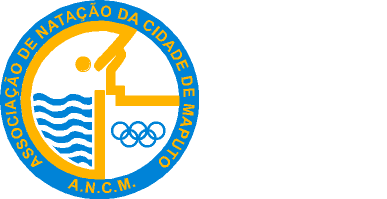 ASSOCIAÇÃO DE NATAÇÃO DA CIDADE DE MAPUTO
A.N.C.M.